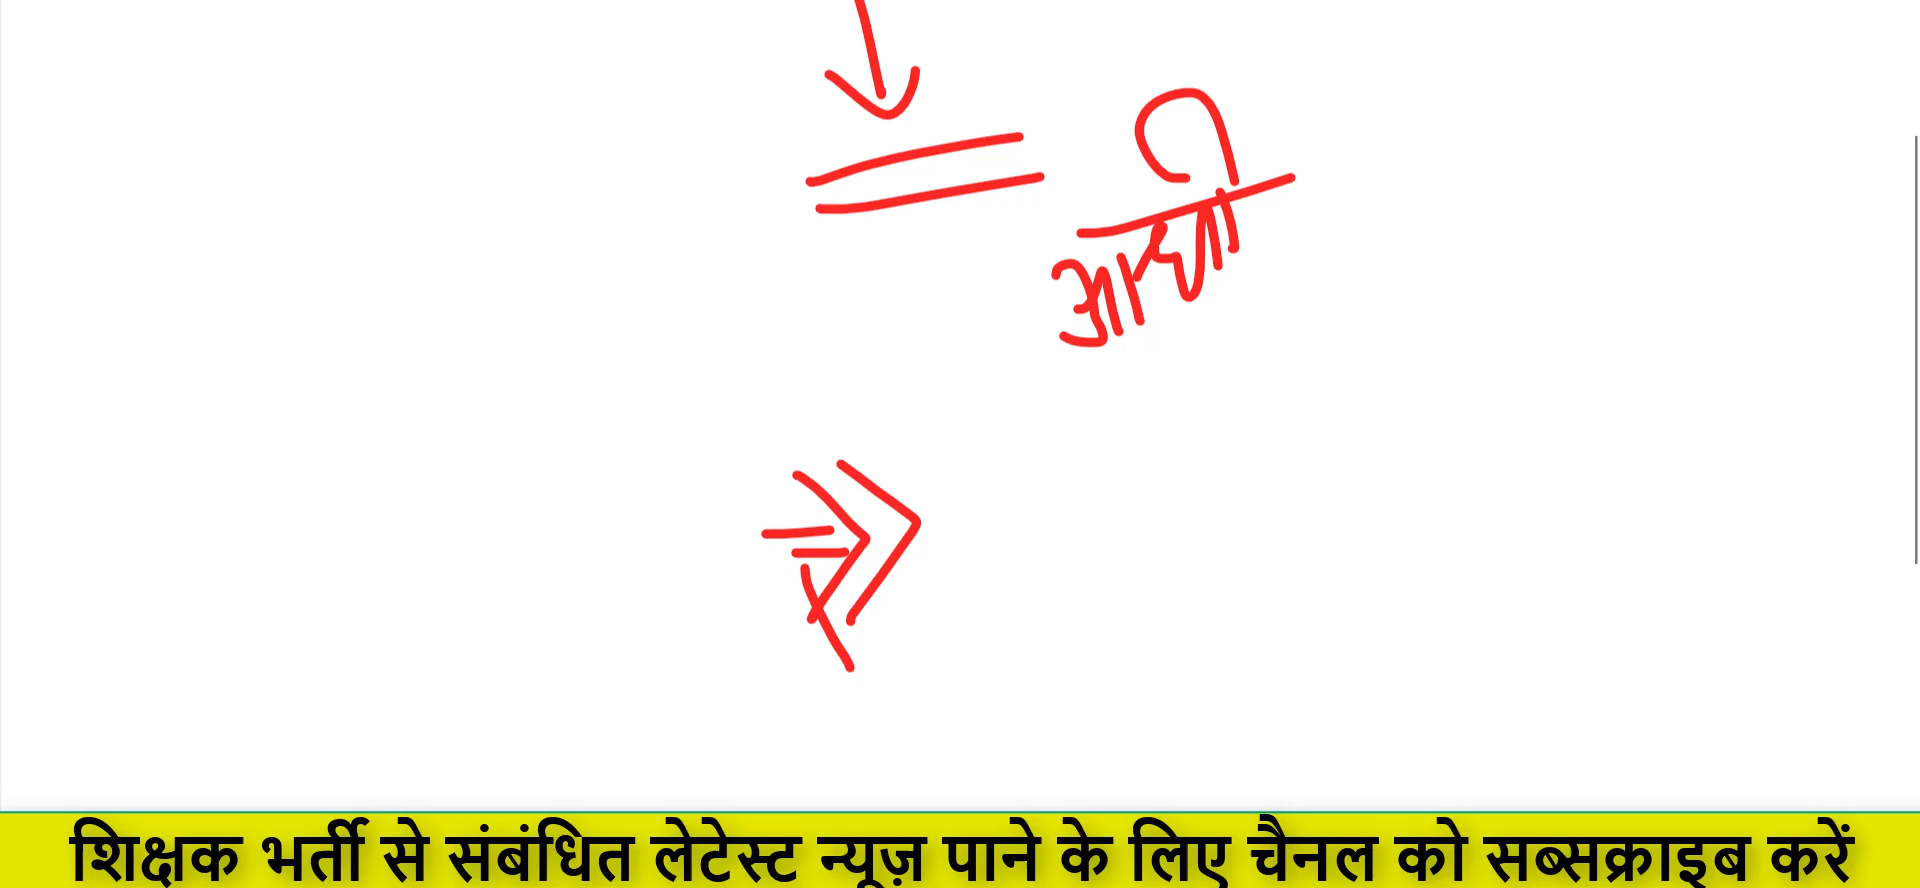 आधी
शिक्षक भर्ती से संबंधित लेटेस्ट न्यूज़ पाने के लिए चैनल को सब्सक्राइब करें